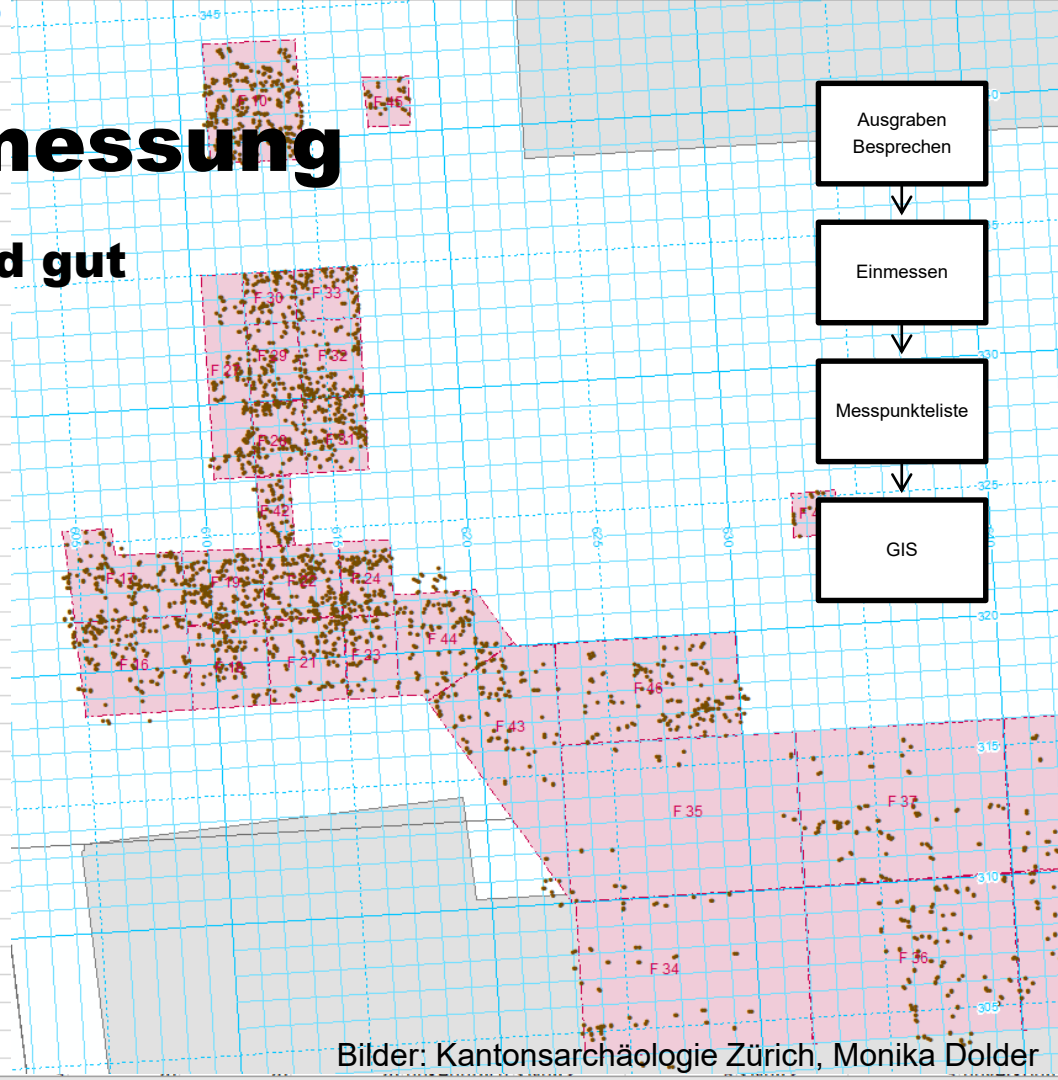 345
F 10
F 45
messung
d gut
Ausgraben
Besprechen
Einmessen
Messpunkteliste
GIS
F 30
F 33
F 29
F 32
F 31
F 42
330
325
320
315
310
305
605
610
615
620
625
630
F 17
F 19
F 24
F 44
F 16
F 21
F 23
F 46
F 43
F 35
F 37
F 34
F 36
Bilder: Kantonsarchäologie Zürich, Monika Dolder